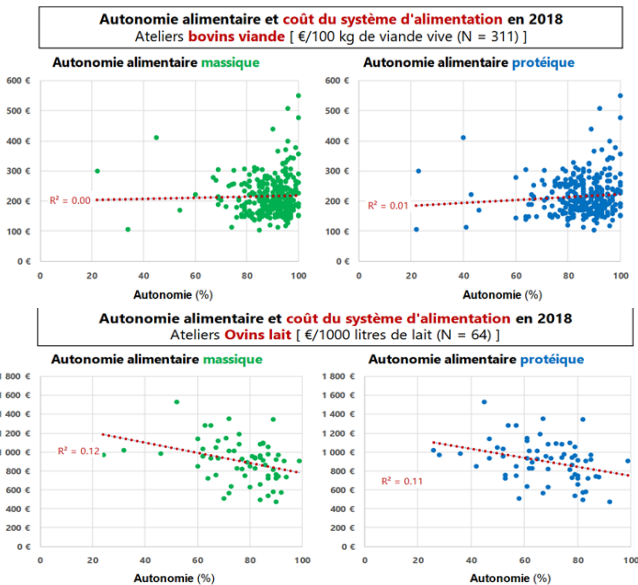 Autonomie alimentaire et coût du système d'alimentation en 2018
Ateliers bovins viande [ €/100 kg de viande vive (N = 311) ]
Autonomie alimentaire massique
600 €
500 €
400 €
300 €
200 €
100 €
0 €
R² = 0.00
0 20 40 60 80 100
Autonomie (%)
Autonomie alimentaire protéique
600 €
500 €
400 €
300 €
200 €
100 €
0 €
R² = 0.01
0 20 40 60 80 100
Autonomie (%)
Autonomie alimentaire et coût du système d'alimentation en 2018
Ateliers Ovins lait [ €/1000 litres de lait (N = 64) ]
Autonomie alimentaire massique
1 800 €
1 600 €
1 400 €
1 200 €
1 000 €
800 €
600 €
400 €
200 €
0 €
R² = 0.12
0 20 40 60 80 100
Autonomie (%)
Autonomie alimentaire protéique
1 800 €
1 600 €
1 400 €
1 200 €
1 000 €
800 €
600 €
400 €
200 €
0 €
R² = 0.11
0 20 40 60 80 100
Autonomie (%)